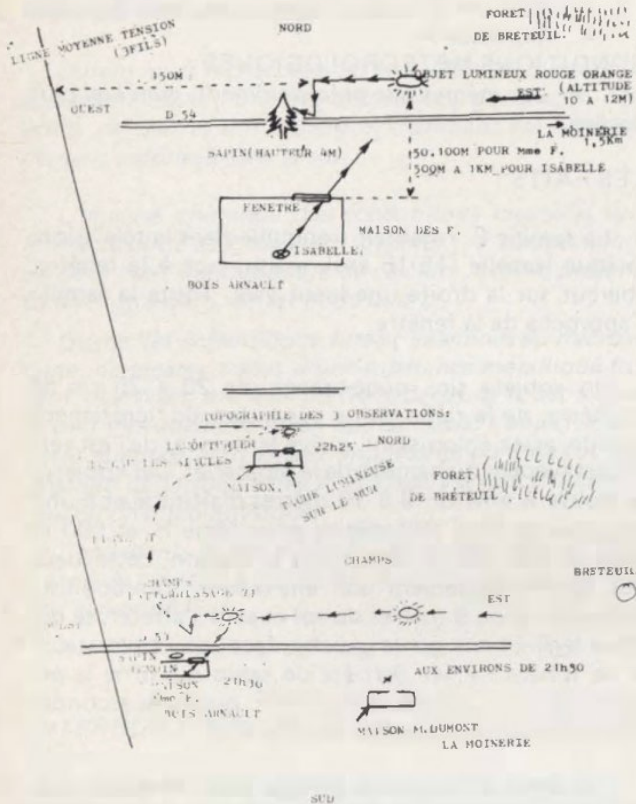 NORD
FORET
DE BRETEUIL
LIGNE MOYENNE TENSION
(3FILS)
150M
OBJET LUMINEUX ROUGE ORANGE
(ALTITUDE
10 A 12M)
EST
OUEST
D 54
LA MOINERIE
1,5Km
SAPIN(HAUTEUR 4M)
50.100M POUR Mme F.
500M A 1KM POUR ISABELLE
FENETRE
MAISON DES F.
ISABELLE.
BOIS ARNAULT
TOPOGRAPHIE DES 3 OBSERVATIONS:
22h25
NORD
MAISON.
TACHE LUMINEUSE
SUR LE MUR
FORET
DE BRETEUIL
CHAMPS
BRETEUIL
CHAMPS
EST
MAISON
21h30
Mme F.
BOIS ARNAULT
AUX ENVIRONS DE 21h30
MAISON M.DUMONT
LA MOINERIE
SUD